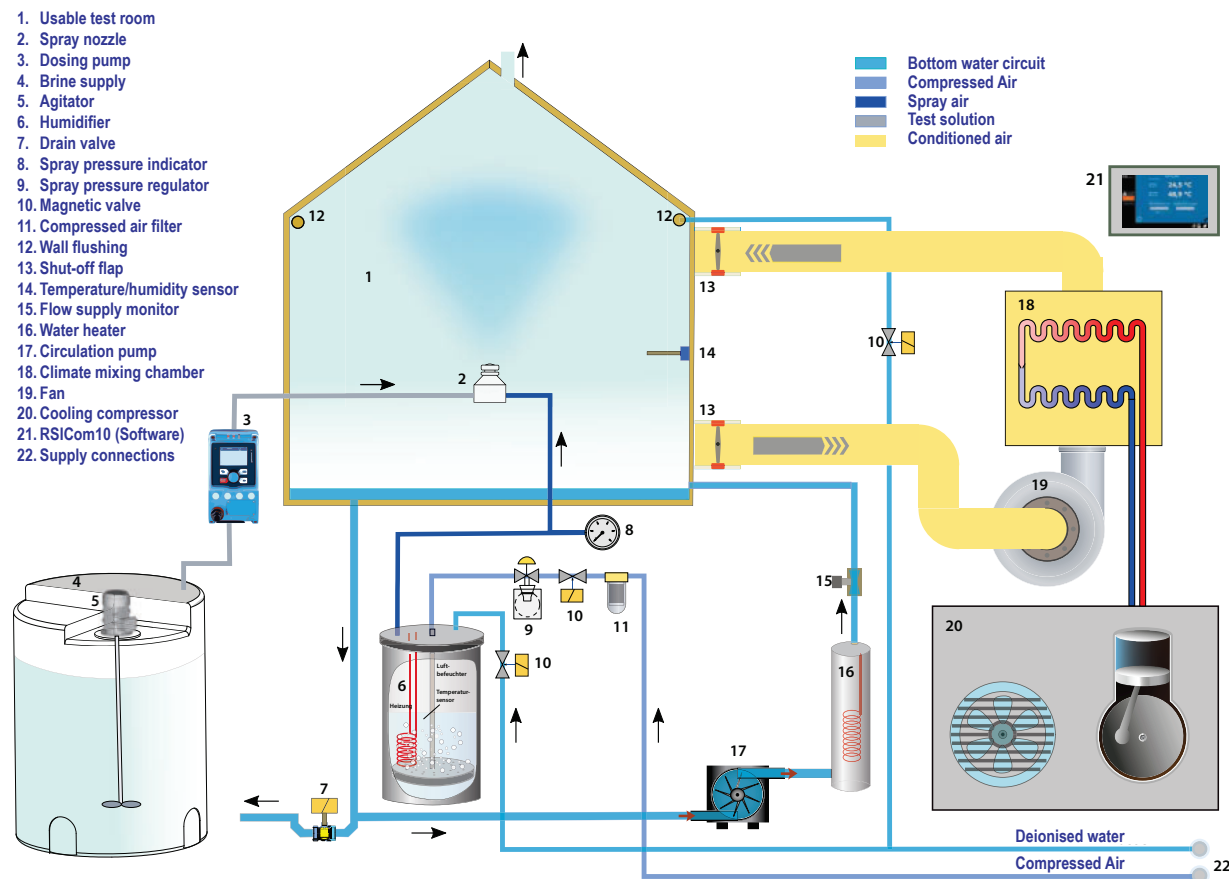 1. Usable test room
2. Spray nozzle
3. Dosing pump
4. Brine supply
5. Agitator
6. Humidifier
7. Drain valve
8. Spray pressure indicator
9. Spray pressure regulator
10. Magnetic valve
11. Compressed air filter
12. Wall flushing
13. Shut-off flap
14. Temperature/humidity sensor
15. Flow supply monitor
16. Water heater
17. Circulation pump
18. Climate mixing chamber
19. Fan
20. Cooling compressor
21. RSICom10 (Software)
22. Supply connections
Bottom water circuit
Compressed Air
Spray air
Test solution
Conditioned air
21
24,5 °C
48,9 °C
12
12
1
13
18
10
14
2
13
3
19
8
4
5
15
9
10
11
20
10
Luft-
befeuchter
6
Temperatur-
sensor
Heizung
16
17
7
Deionised water
Compressed Air
22